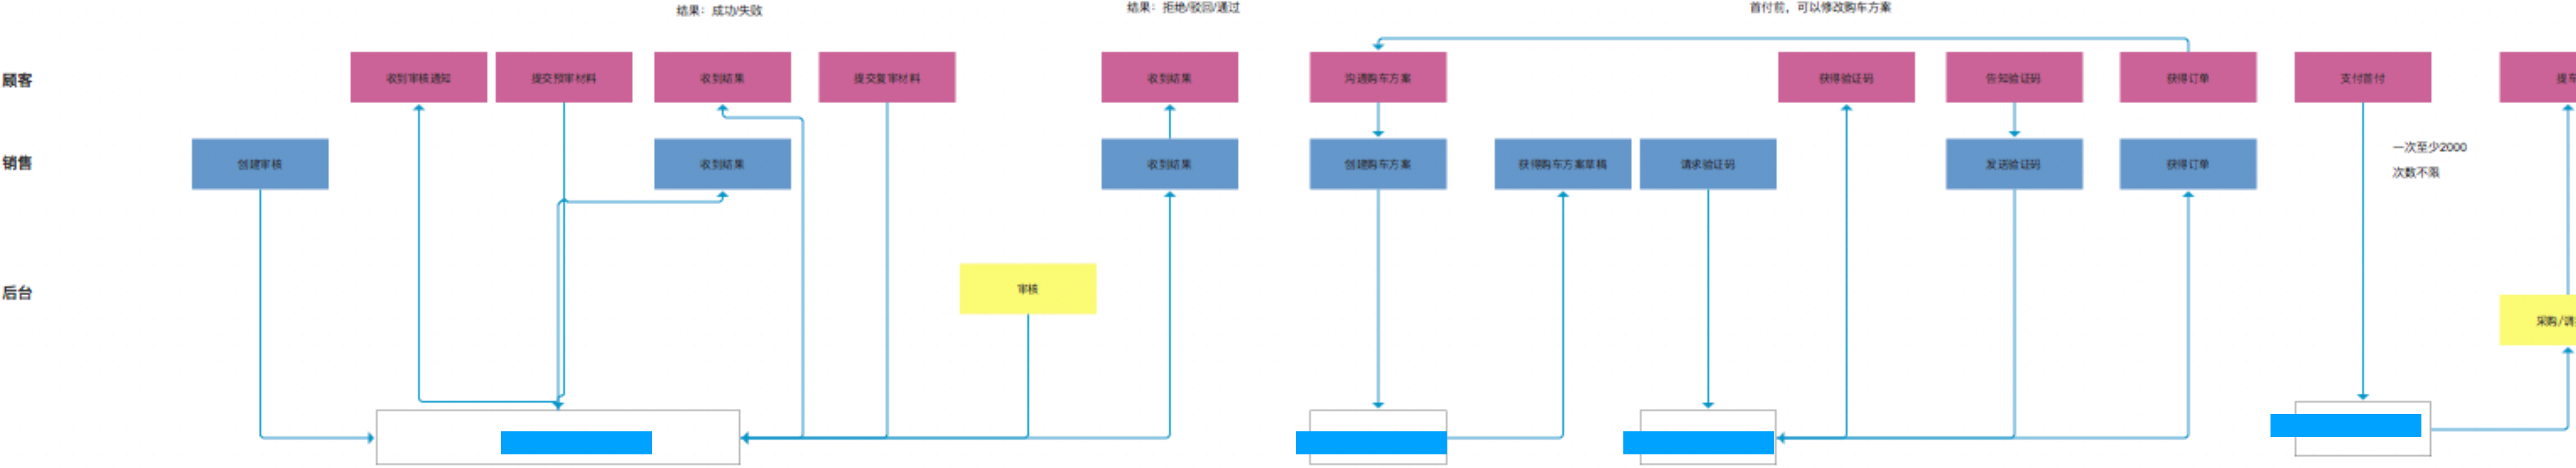 结果：成功/失败
结果：拒绝/驳回/通过
首付前，可以修改购车方案
顾客
收到审核通知
提交预审材料
收到结果
提交复审材料
收到结果
沟通购车方案
获得验证码
告知验证码
获得订单
支付首付
提车
销售
创建审核
收到结果
收到结果
创建购车方案
获得购车方案草稿
请求验证码
发送验证码
获得订单
一次至少2000
次数不限
后台
审核
采购/调